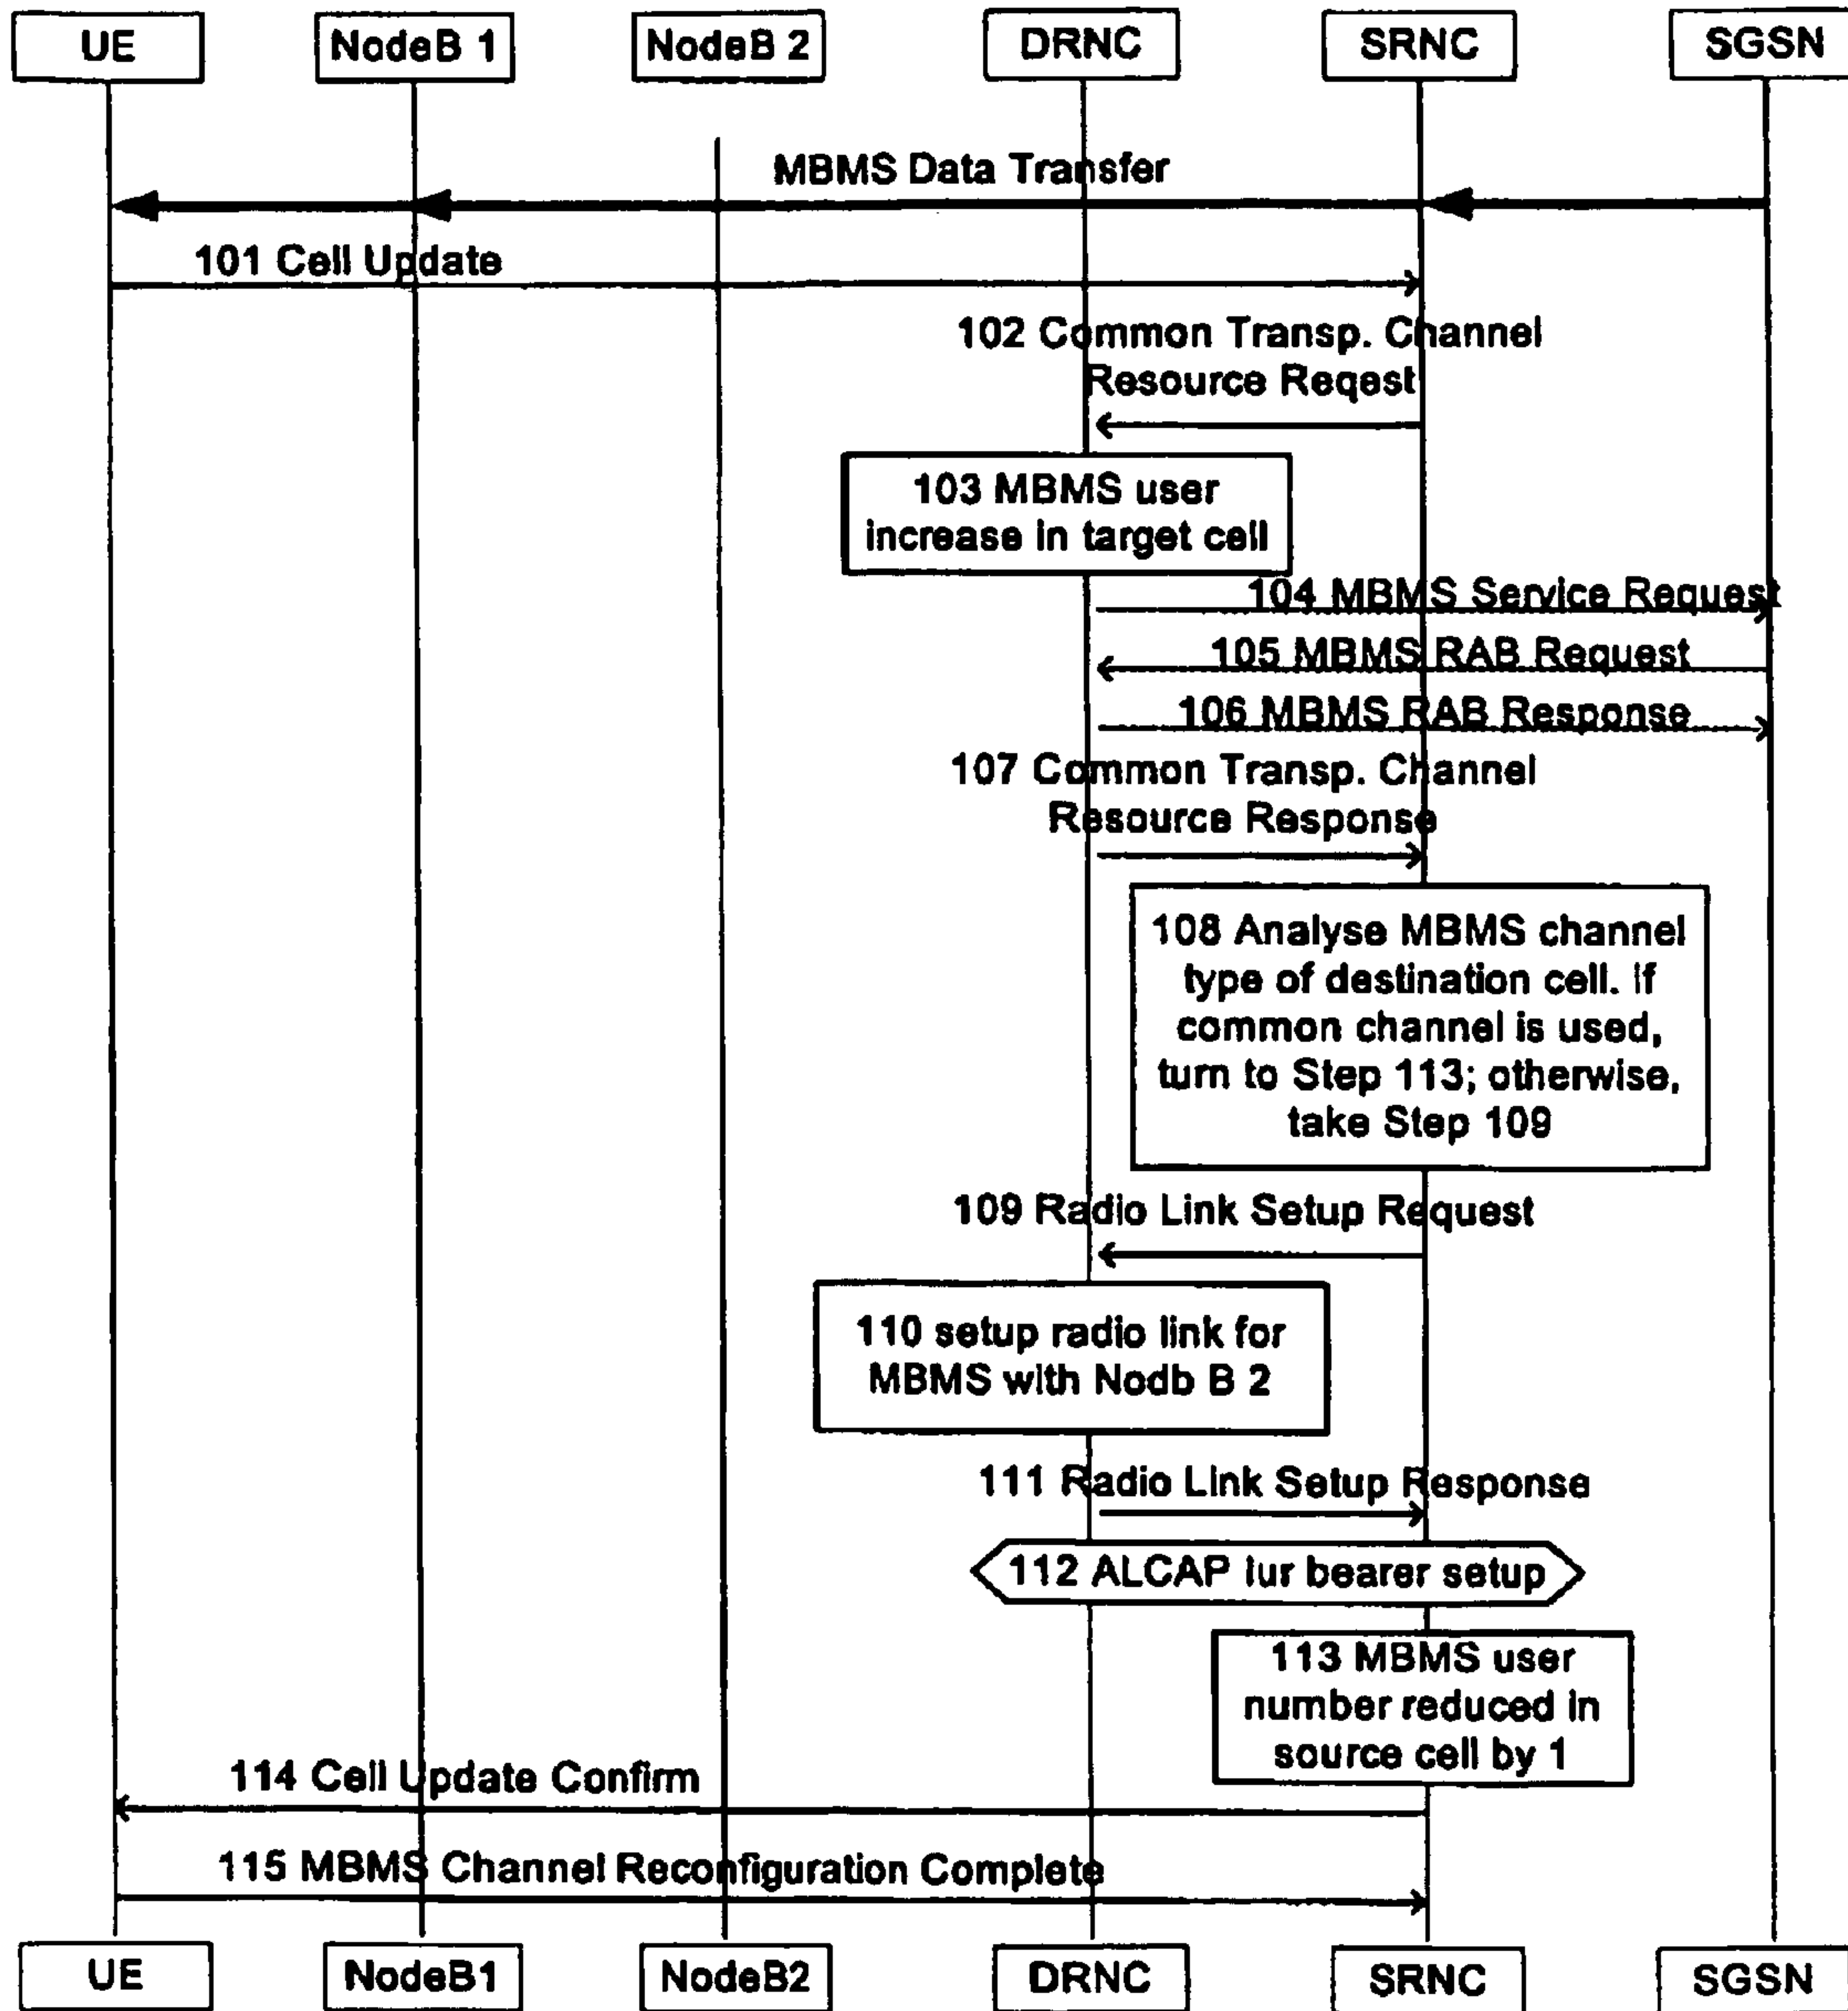 UE
NodeB 1
NodeB 2
DRNC
SRNC
SGSN
MBMS Data Transfer
101 Cell Update
102 Common Transp. Channel
Resource Reqest
103 MBMS user
increase in target cell
104 MBMS Service Request
105 MBMS RAB Request
106 MBMS RAB Response
107 Common Transp. Channel
Resource Response
108 Analyse MBMS channel
type of destination cell. if
common channel is used,
turn to Step 113; otherwise,
take Step 109
109 Radio Link Setup Request
110 setup radio link for
MBMS with Nodb B 2
111 Radio Link Setup Response
112 ALCAP Iur bearer setup
113 MBMS user
number reduced in
source cell by 1
114 Cell Update Confirm
115 MBMS Channel Reconfiguration Complete
UE
NodeB1
NodeB2
DRNC
SRNC
SGSN